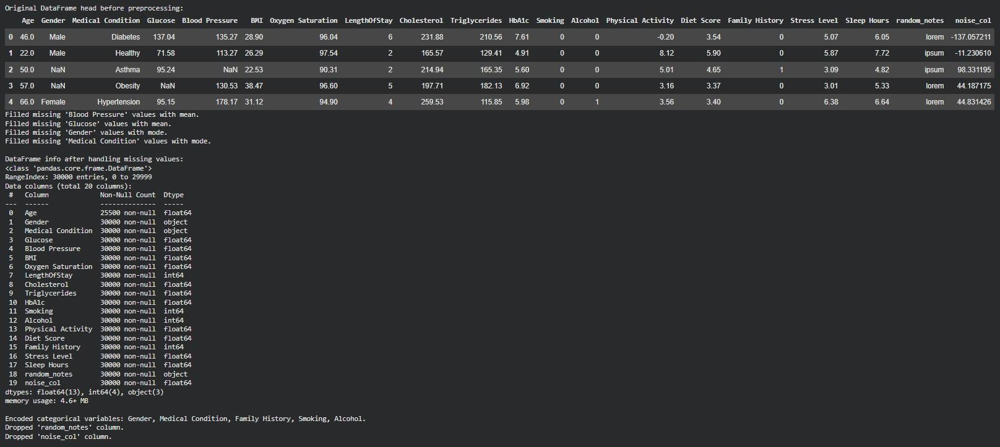 Original DataFrame head before preprocessing:
Age Gender Medical Condition Glucose Blood Pressure BMI Oxygen Saturation LengthOfStay Cholesterol Triglycerides HbA1c Smoking Alcohol Physical Activity Diet Score Family History Stress Level Sleep Hours random_notes noise_col
0 46.0 Male Diabetes 137.04 135.27 28.90 96.04 6 231.88 210.56 7.61 0 0 -0.20 3.54 0 5.07 6.05 lorem -137.057211
1 22.0 Male Healthy 71.58 113.27 26.29 97.54 2 165.57 129.41 4.91 0 0 8.12 5.90 0 5.87 7.72 ipsum -11.230610
2 50.0 NaN Asthma 95.24 NaN 22.53 90.31 2 214.94 165.35 5.60 0 0 5.01 4.65 1 3.09 4.82 ipsum 98.331195
3 57.0 NaN Obesity NaN 130.53 38.47 96.60 5 197.71 182.13 6.92 0 0 3.16 3.37 0 3.01 5.33 lorem 44.187175
4 66.0 Female Hypertension 95.15 178.17 31.12 94.90 4 259.53 115.85 5.98 0 1 3.56 3.40 0 6.38 6.64 lorem 44.831426
Filled missing 'Blood Pressure' values with mean.
Filled missing 'Glucose' values with mean.
Filled missing 'Gender' values with mode.
Filled missing 'Medical Condition' values with mode.
DataFrame info after handling missing values:
<class 'pandas.core.frame.DataFrame'>
RangeIndex: 30000 entries, 0 to 29999
Data columns (total 20 columns):
# Column Non-Null Count Dtype
--- ------ -------------- -----
0 Age 25500 non-null float64
1 Gender 30000 non-null object
2 Medical Condition 30000 non-null object
3 Glucose 30000 non-null float64
4 Blood Pressure 30000 non-null float64
5 BMI 30000 non-null float64
6 Oxygen Saturation 30000 non-null float64
7 LengthOfStay 30000 non-null int64
8 Cholesterol 30000 non-null float64
9 Triglycerides 30000 non-null float64
10 HbA1c 30000 non-null float64
11 Smoking 30000 non-null int64
12 Alcohol 30000 non-null int64
13 Physical Activity 30000 non-null float64
14 Diet Score 30000 non-null float64
15 Family History 30000 non-null int64
16 Stress Level 30000 non-null float64
17 Sleep Hours 30000 non-null float64
18 random_notes 30000 non-null object
19 noise_col 30000 non-null float64
dtypes: float64(13), int64(4), object(3)
memory usage: 4.6+ MB
Encoded categorical variables: Gender, Medical Condition, Family History, Smoking, Alcohol.
Dropped 'random_notes' column.
Dropped 'noise_col' column.